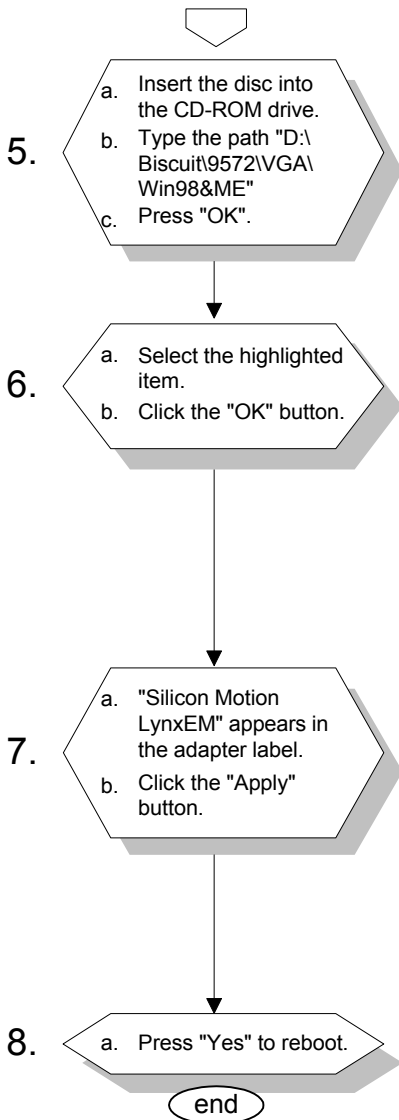 5.
a. Insert the disc into
the CD-ROM drive.
b. Type the path "D:\
Biscuit\9572\VGA\
Win98&ME"
c. Press "OK".
6.
a. Select the highlighted
item.
b. Click the "OK" button.
7.
a. "Silicon Motion
LynxEM" appears in
the adapter label.
b. Click the "Apply"
button.
8.
a. Press "Yes" to reboot.
end